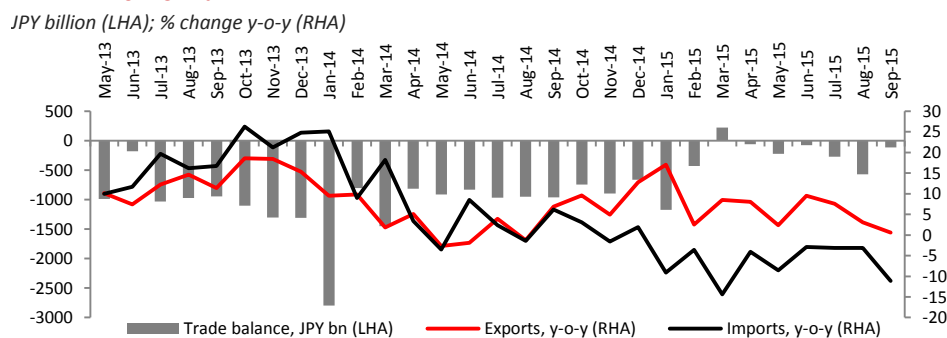 JPY billion (LHA); % change y-o-y (RHA)
May-13
Jun-13
Jul-13
Aug-13
Sep-13
Oct-13
Nov-13
Dec-13
Jan-14
Feb-14
Mar-14
Apr-14
May-14
Jun-14
Jul-14
Aug-14
Sep-14
Oct-14
Nov-14
Dec-14
Jan-15
Feb-15
Mar-15
Apr-15
May-15
Jun-15
Jul-15
Aug-15
Sep-15
500
0
-500
-1000
-1500
-2000
-2500
-3000
30
25
20
15
10
5
0
-5
-10
-15
-20
Trade balance, JPY bn (LHA)
Exports, y-o-y (RHA)
Imports, y-o-y (RHA)